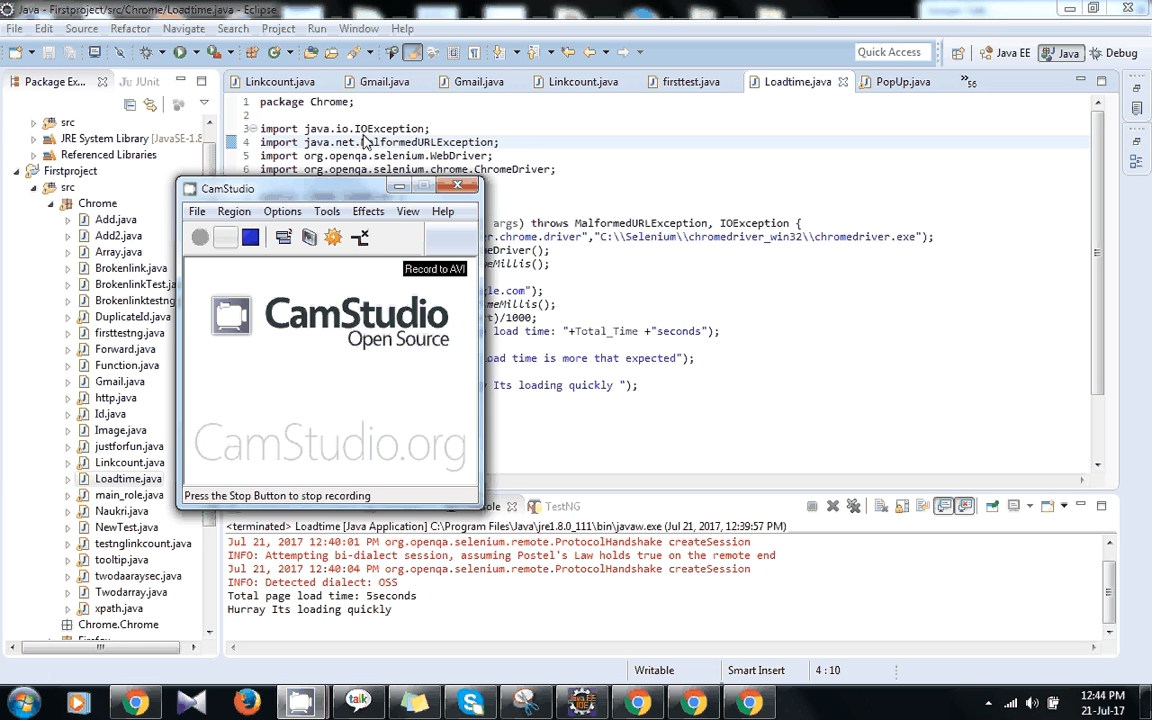 Java - Firstproject/src/Chrome/Loadtime.java - Eclipse
File Edit Source Refactor Navigate Search Project Run Window Help
Quick Access Java EE Java Debug
Package Ex... JUnit
Linkcount.java Gmail.java Gmail.java Linkcount.java firsttest.java Loadtime.java PopUp.java »56
src
JRE System Library [JavaSE-1.8
Referenced Libraries
Firstproject
src
Chrome
Add.java
Add2.java
Array.java
Brokenlink.java
BrokenlinkTest.ja
Brokenlinktestng
DuplicateId.java
firsttestng.java
Forward.java
Function.java
Gmail.java
http.java
Id.java
Image.java
justforfun.java
Linkcount.java
Loadtime.java
main_role.java
Naukri.java
NewTest.java
testnglinkcount.java
tooltip.java
twodaaraysec.java
Twodarray.java
xpath.java
Chrome.Chrome
1 package Chrome;
2
3 import java.io.IOException;
4 import java.net.MalformedURLException;
5 import org.openqa.selenium.WebDriver;
6 import org.openqa.selenium.chrome.ChromeDriver;
args) throws MalformedURLException, IOException {
er.chrome.driver","C:\\Selenium\\chromedriver_win32\\chromedriver.exe");
meDriver();
meMillis();
gle.com");
meMillis();
t)/1000;
load time: "+Total_Time +"seconds");
oad time is more that expected");
Its loading quickly ");
CamStudio
File Region Options Tools Effects View Help
Record to AVI
CamStudio
Open Source
CamStudio.org
Press the Stop Button to stop recording
ole TestNG
<terminated> Loadtime [Java Application] C:\Program Files\Java\jre1.8.0_111\bin\javaw.exe (Jul 21, 2017, 12:39:57 PM)
Jul 21, 2017 12:40:01 PM org.openqa.selenium.remote.ProtocolHandshake createSession
INFO: Attempting bi-dialect session, assuming Postel's Law holds true on the remote end
Jul 21, 2017 12:40:04 PM org.openqa.selenium.remote.ProtocolHandshake createSession
INFO: Detected dialect: OSS
Total page load time: 5seconds
Hurray Its loading quickly
Writable Smart Insert 4 : 10
talk
12:44 PM
21-Jul-17